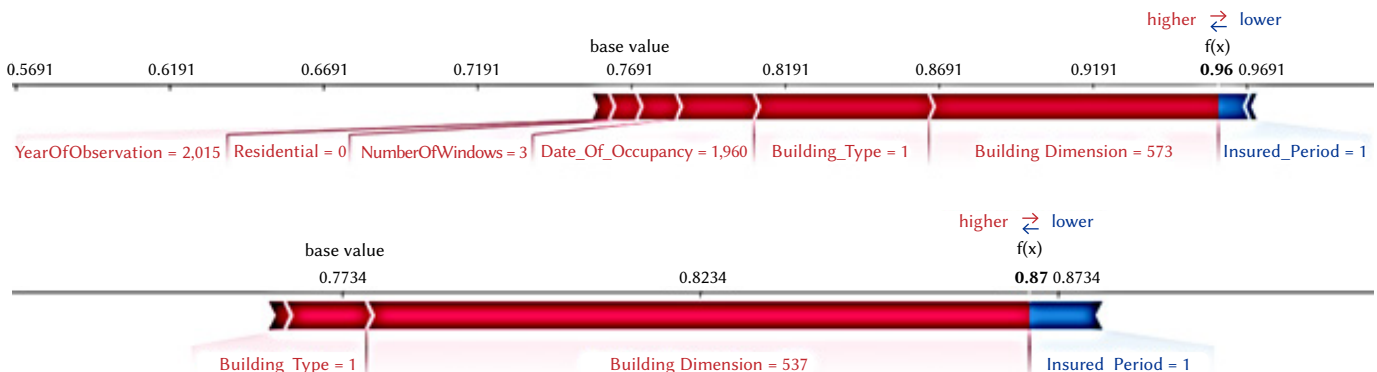 higher lower
base value f(x)
0.5691 0.6191 0.6691 0.7191 0.7691 0.8191 0.8691 0.9191 0.96 0.9691
YearOfObservation = 2,015 Residential = 0 NumberOfWindows = 3 Date_Of_Occupancy = 1,960 Building_Type = 1 Building Dimension = 573 Insured_Period = 1
higher lower
base value f(x)
0.7734 0.8234 0.87 0.8734
Building_Type = 1 Building Dimension = 537 Insured_Period = 1